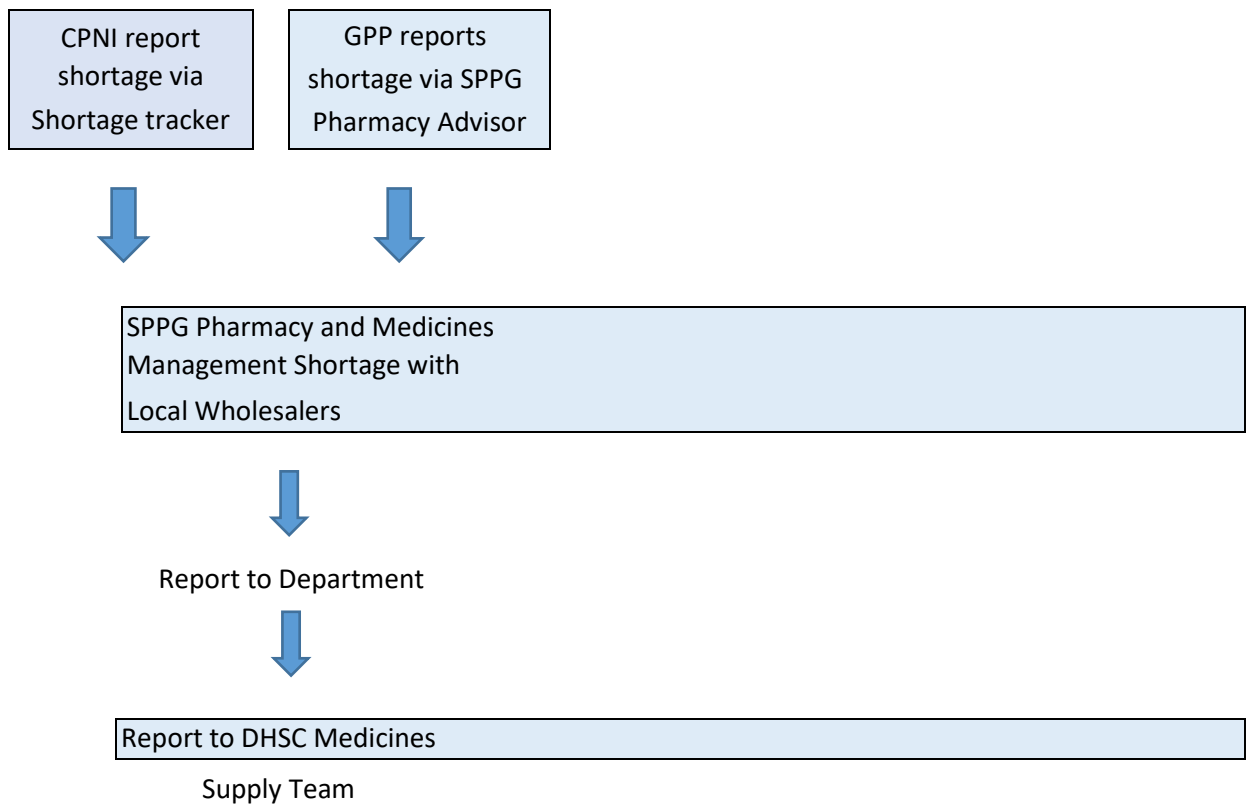 CPNI report
shortage via
Shortage tracker
GPP reports
shortage via SPPG
Pharmacy Advisor
SPPG Pharmacy and Medicines
Management Shortage with
Local Wholesalers
Report to Department
Report to DHSC Medicines
Supply Team